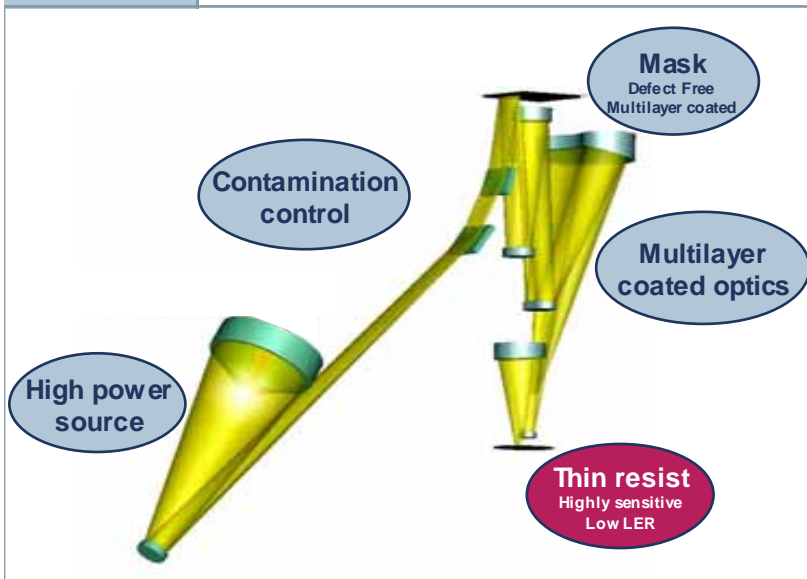 Mask
Defect Free
Multilayer coated
Contamination
control
Multilayer
coated optics
High power
source
Thin resist
Highly sensitive
Low LER